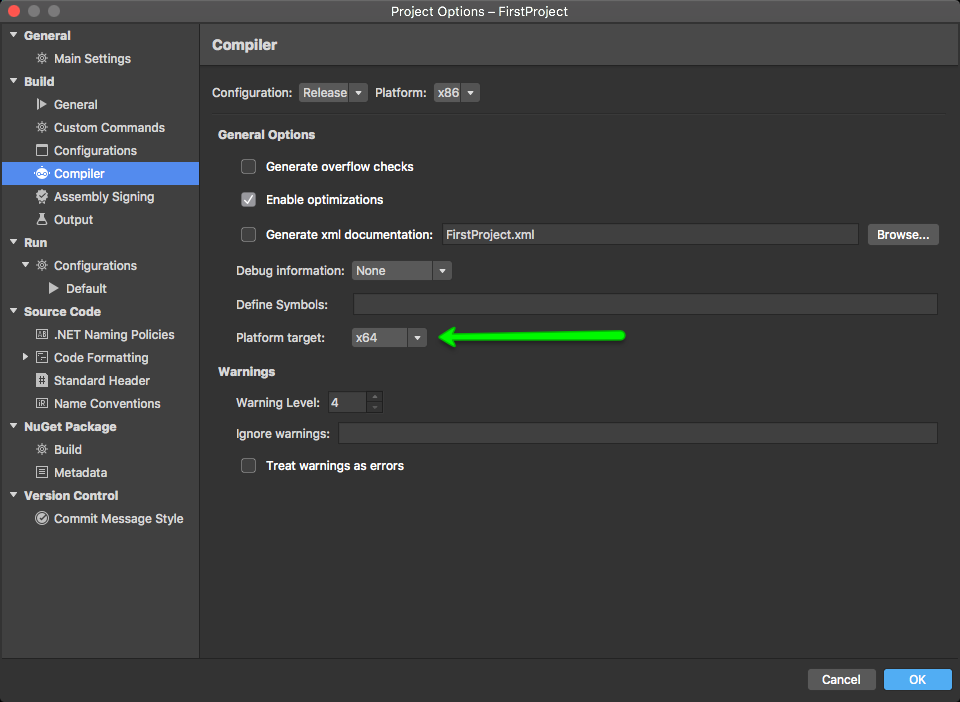 Project Options – FirstProject
General
Main Settings
Build
General
Custom Commands
Configurations
Compiler
Assembly Signing
Output
Run
Configurations
Default
Source Code
.NET Naming Policies
Code Formatting
Standard Header
Name Conventions
NuGet Package
Build
Metadata
Version Control
Commit Message Style
Compiler
Configuration: Release Platform: x86
General Options
Generate overflow checks
Enable optimizations
Generate xml documentation: FirstProject.xml Browse...
Debug information: None
Define Symbols:
Platform target: x64
Warnings
Warning Level: 4
Ignore warnings:
Treat warnings as errors
Cancel OK